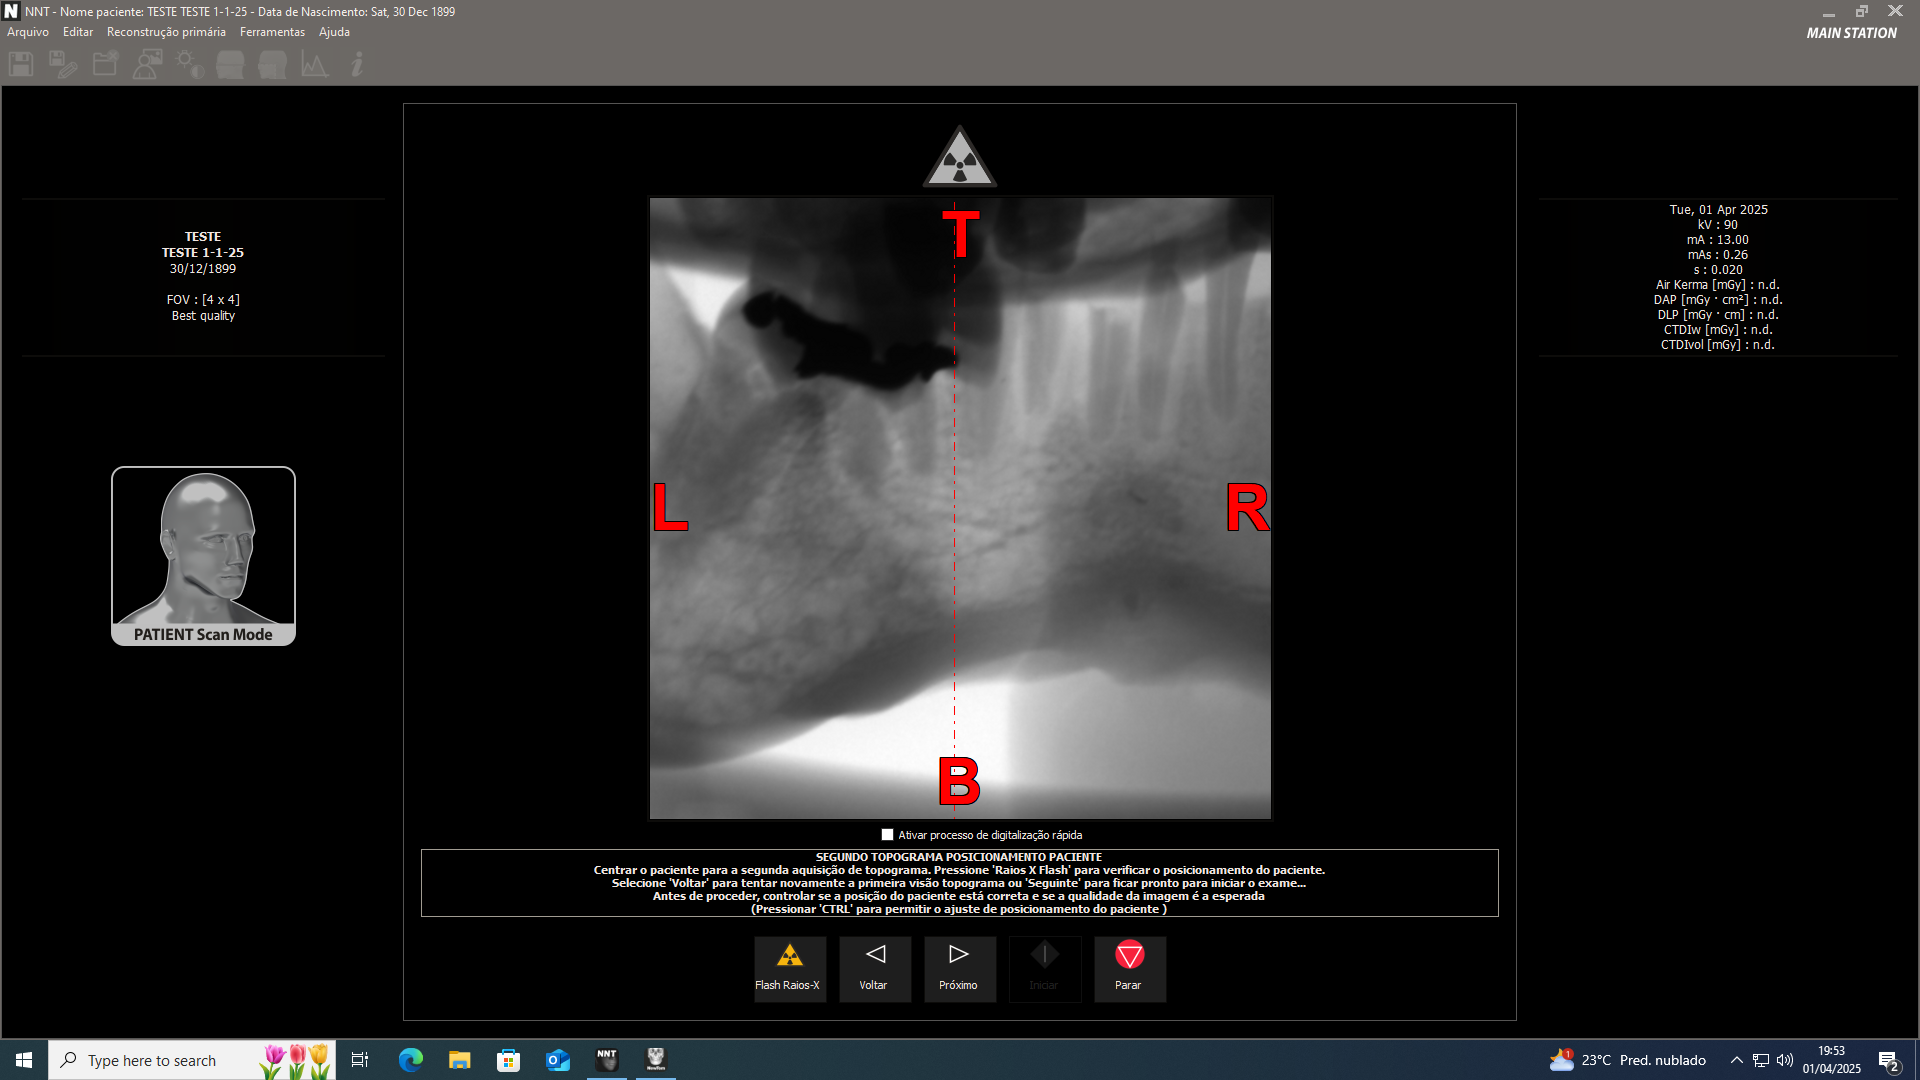 N NNT - Nome paciente: TESTE TESTE 1-1-25 - Data de Nascimento: Sat, 30 Dec 1899
Arquivo Editar Reconstrução primária Ferramentas Ajuda
MAIN STATION
TESTE
TESTE 1-1-25
30/12/1899
FOV : [4 x 4]
Best quality
PATIENT Scan Mode
T
L
R
B
Tue, 01 Apr 2025
kV : 90
mA : 13.00
mAs : 0.26
s : 0.020
Air Kerma [mGy] : n.d.
DAP [mGy · cm²] : n.d.
DLP [mGy · cm] : n.d.
CTDIw [mGy] : n.d.
CTDIvol [mGy] : n.d.
Ativar processo de digitalização rápida
SEGUNDO TOPOGRAMA POSICIONAMENTO PACIENTE
Centrar o paciente para a segunda aquisição de topograma. Pressione 'Raios X Flash' para verificar o posicionamento do paciente.
Selecione 'Voltar' para tentar novamente a primeira visão topograma ou 'Seguinte' para ficar pronto para iniciar o exame...
Antes de proceder, controlar se a posição do paciente está correta e se a qualidade da imagem é a esperada
(Pressionar 'CTRL' para permitir o ajuste de posicionamento do paciente )
Flash Raios-X Voltar Próximo Iniciar Parar
Type here to search
NNT
NewTom
1
23°C Pred. nublado
19:53
01/04/2025
2